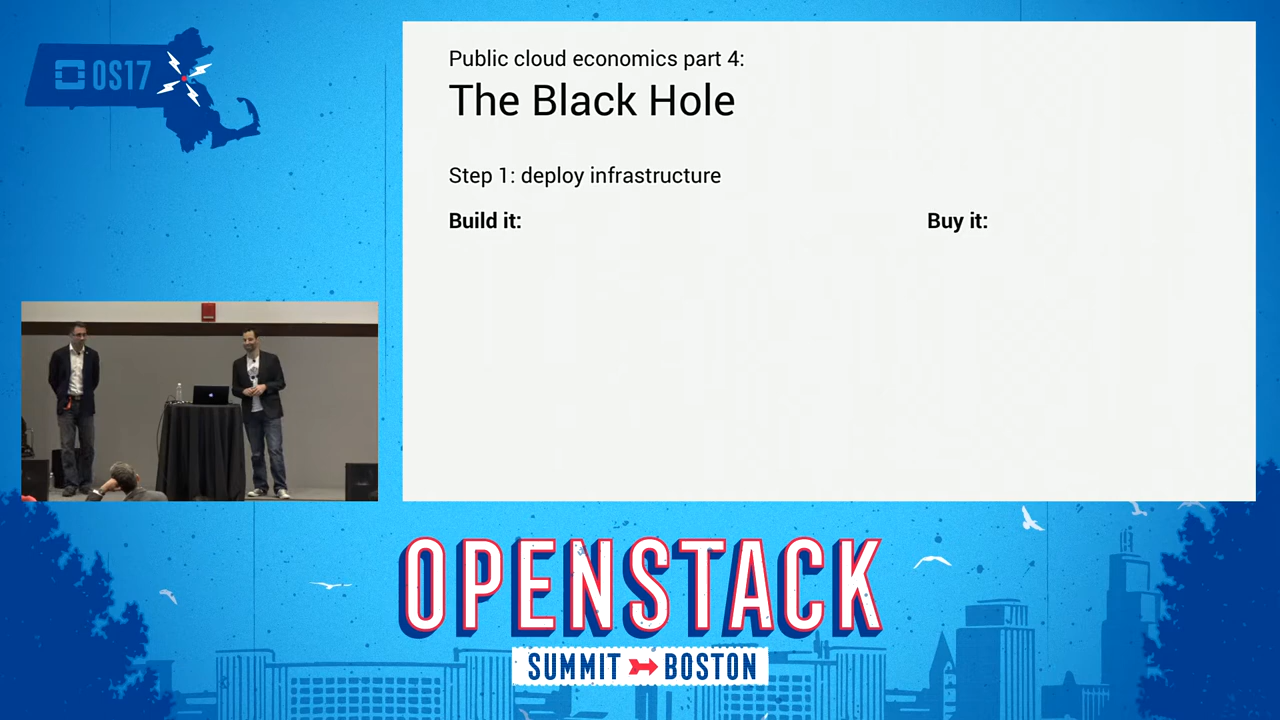 OS17
Public cloud economics part 4:
The Black Hole
Step 1: deploy infrastructure
Build it:
Buy it:
OPENSTACK
SUMMIT BOSTON